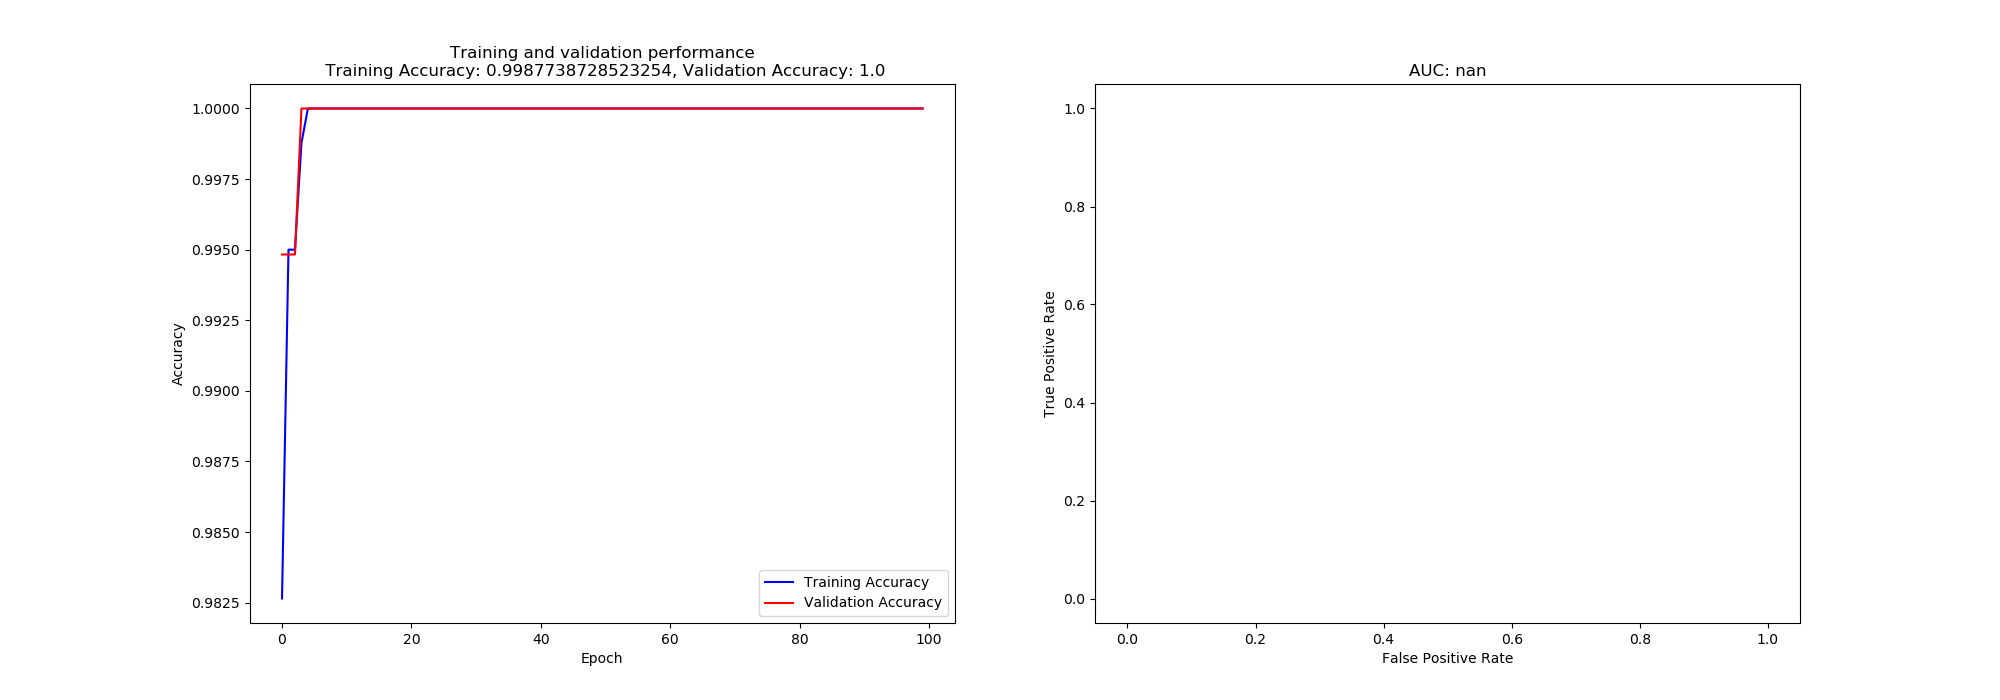 Training and validation performance
Training Accuracy: 0.9987738728523254, Validation Accuracy: 1.0
1.0000
0.9975
0.9950
0.9925
0.9900
0.9875
0.9850
0.9825
Accuracy
0 20 40 60 80 100
Epoch
Training Accuracy
Validation Accuracy
AUC: nan
1.0
0.8
0.6
0.4
0.2
0.0
True Positive Rate
0.0 0.2 0.4 0.6 0.8 1.0
False Positive Rate